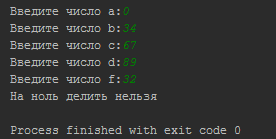 Введите число a:0
Введите число b:34
Введите число c:67
Введите число d:89
Введите число f:32
На ноль делить нельзя
Process finished with exit code 0